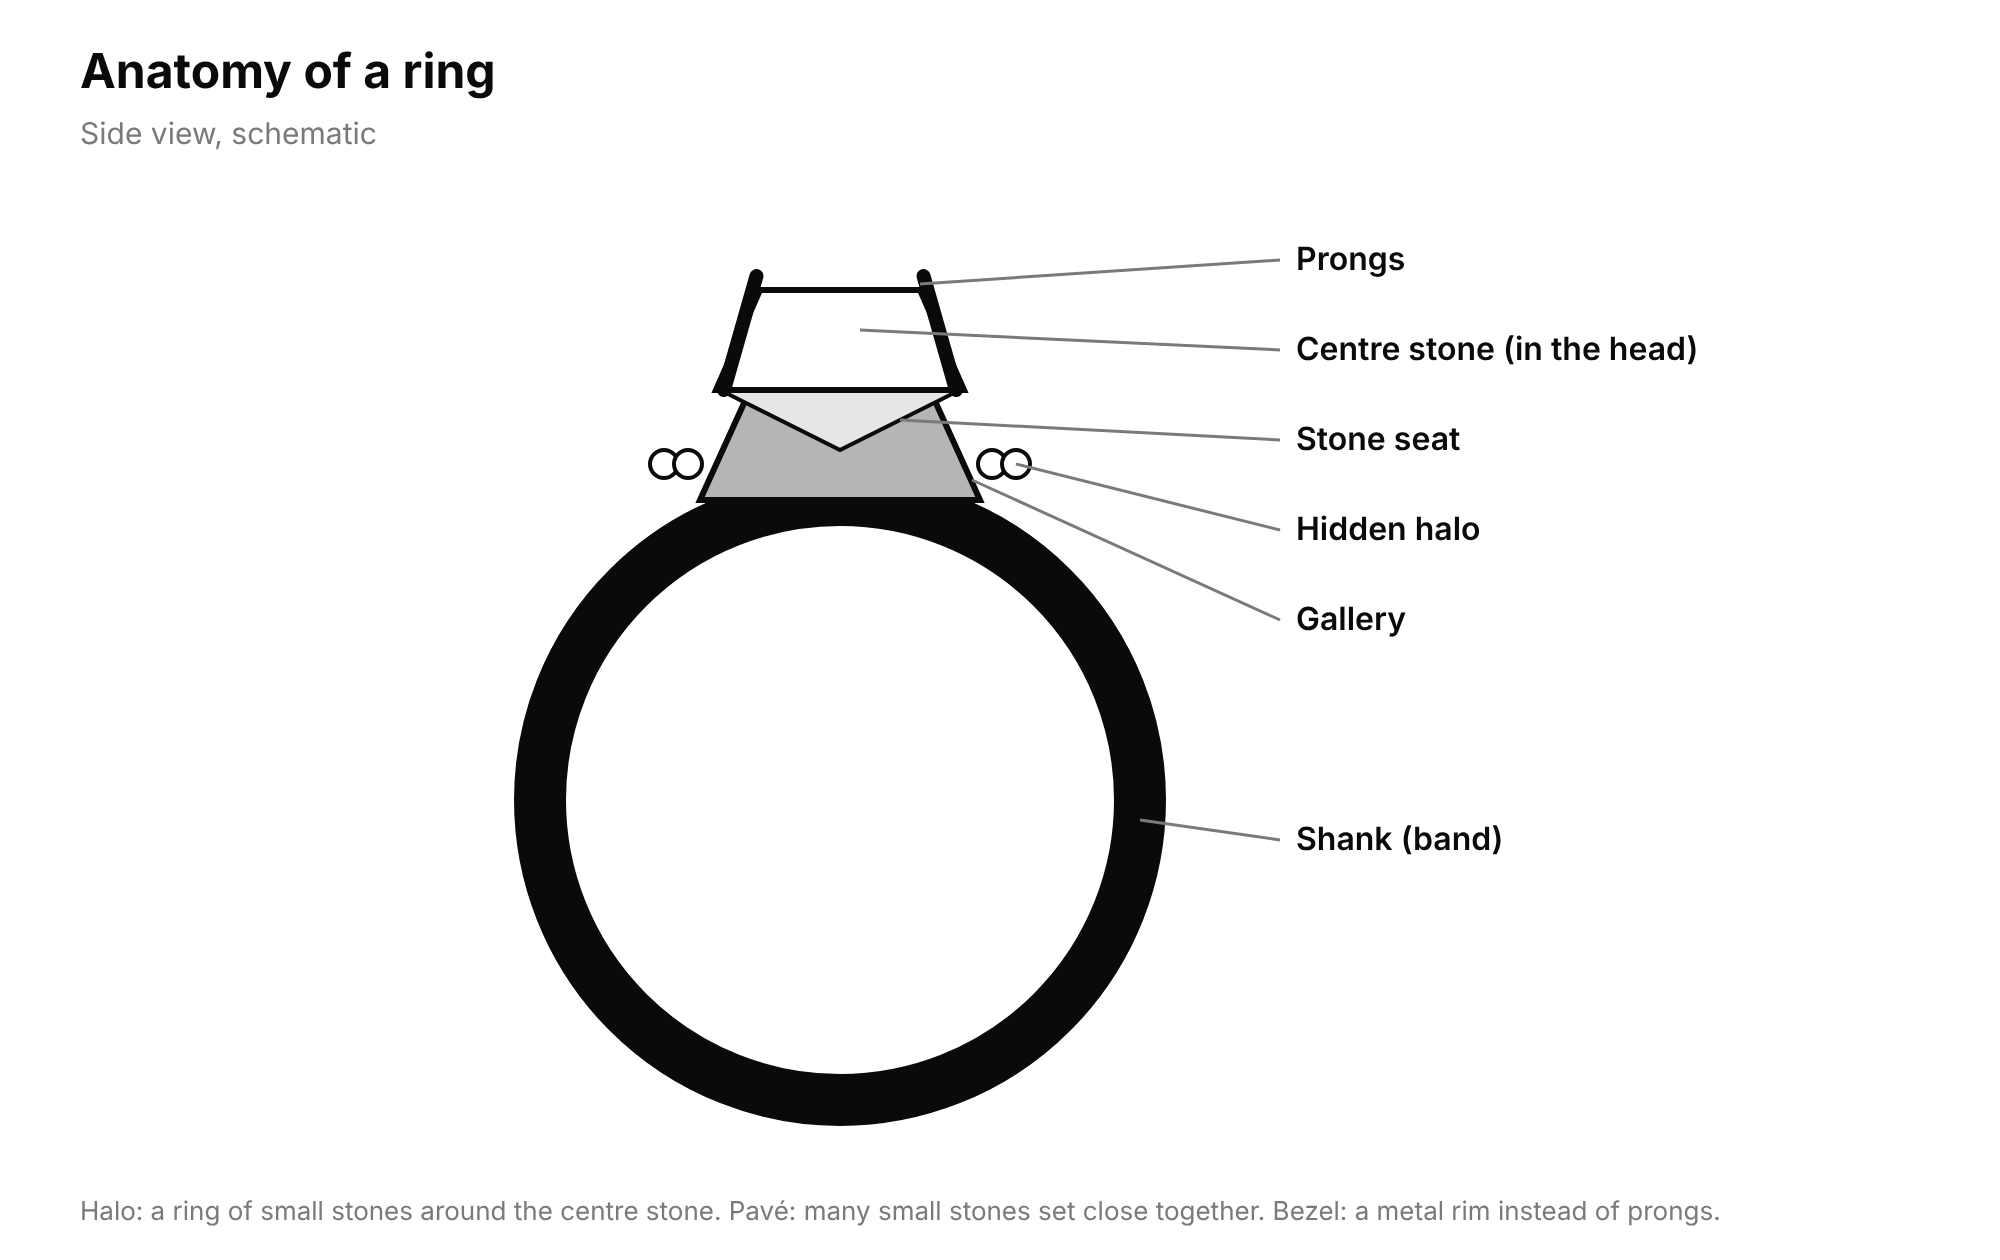 Anatomy of a ring
Side view, schematic
Prongs
Centre stone (in the head)
Stone seat
Hidden halo
Gallery
Shank (band)
Halo: a ring of small stones around the centre stone. Pavé: many small stones set close together. Bezel: a metal rim instead of prongs.